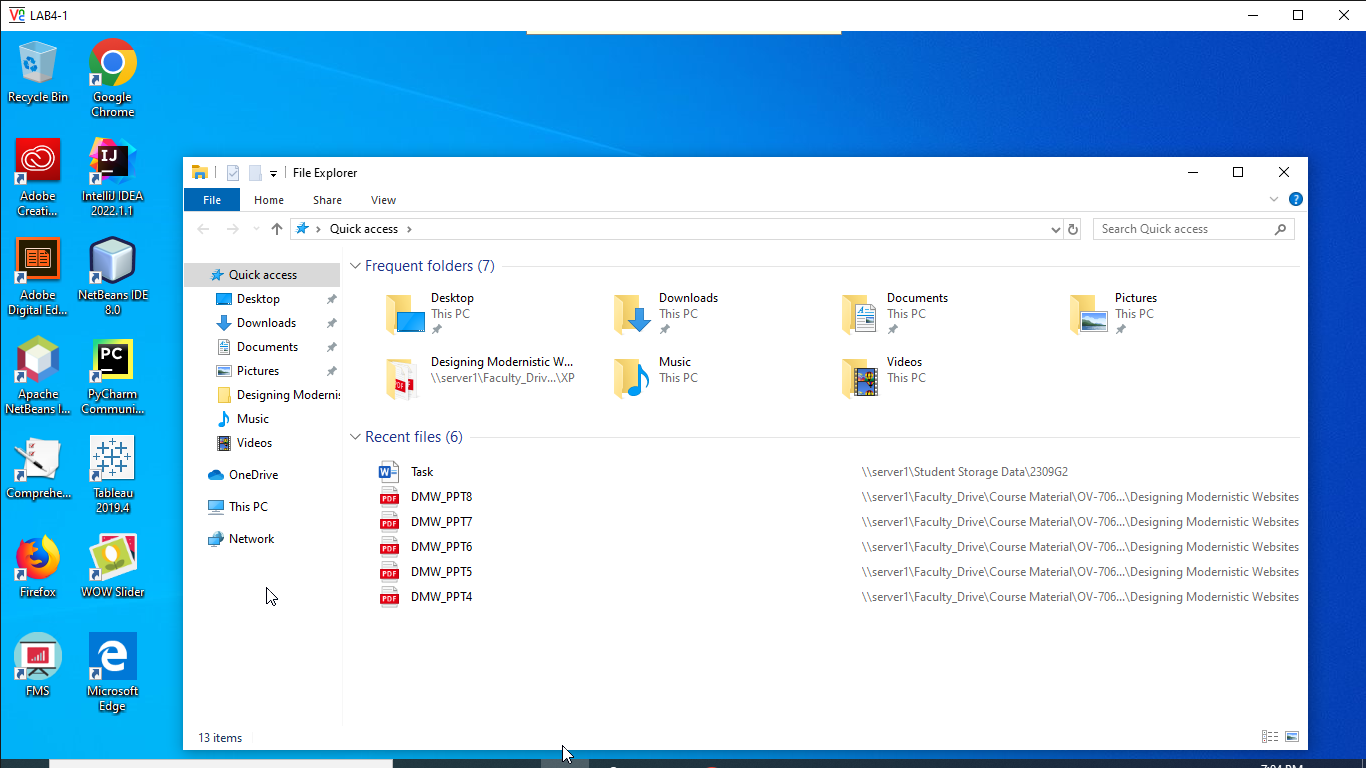 LAB4-1
Recycle Bin
Google
Chrome
Adobe
Creati...
IntelliJ IDEA
2022.1.1
Adobe
Digital Ed...
NetBeans IDE
8.0
Apache
NetBeans I...
PyCharm
Communi...
Comprehe...
Tableau
2019.4
Firefox
WOW Slider
FMS
Microsoft
Edge
File Explorer
File
Home
Share
View
Quick access
Search Quick access
Quick access
Desktop
Downloads
Documents
Pictures
Designing Modernis
Music
Videos
OneDrive
This PC
Network
Frequent folders (7)
Desktop
This PC
Downloads
This PC
Documents
This PC
Pictures
This PC
Designing Modernistic W...
\\server1\Faculty_Driv...\XP
Music
This PC
Videos
This PC
Recent files (6)
Task \\server1\Student Storage Data\2309G2
DMW_PPT8 \\server1\Faculty_Drive\Course Material\OV-706...\Designing Modernistic Websites
DMW_PPT7 \\server1\Faculty_Drive\Course Material\OV-706...\Designing Modernistic Websites
DMW_PPT6 \\server1\Faculty_Drive\Course Material\OV-706...\Designing Modernistic Websites
DMW_PPT5 \\server1\Faculty_Drive\Course Material\OV-706...\Designing Modernistic Websites
DMW_PPT4 \\server1\Faculty_Drive\Course Material\OV-706...\Designing Modernistic Websites
13 items